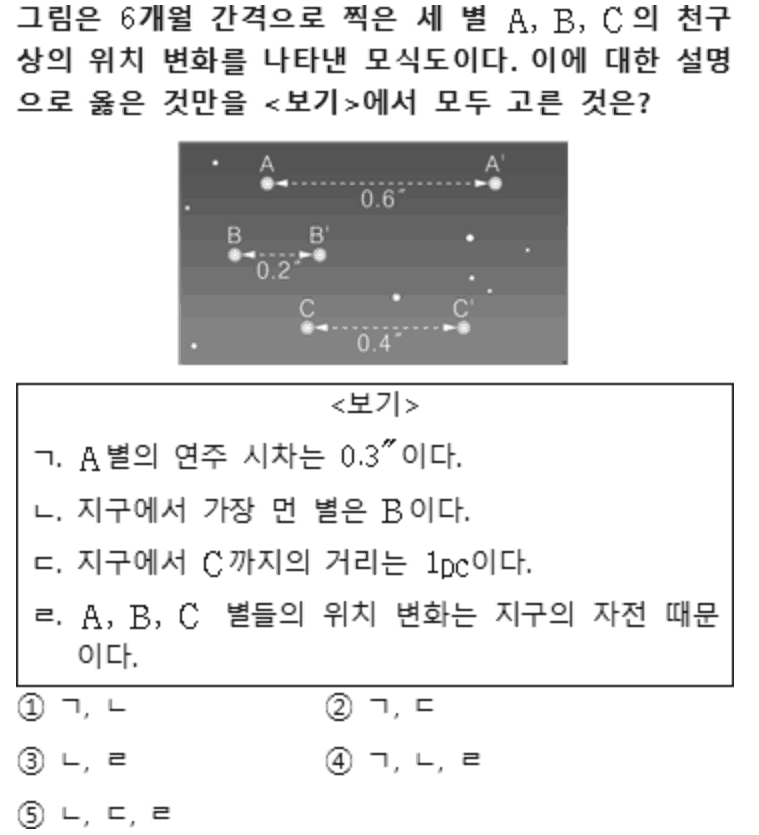 그림은 6개월 간격으로 찍은 세 별 A, B, C의 천구
상의 위치 변화를 나타낸 모식도이다. 이에 대한 설명
으로 옳은 것만을 <보기>에서 모두 고른 것은?
A A'
0.6″
B B'
0.2″
C C'
0.4″
<보기>
ㄱ. A별의 연주 시차는 0.3″이다.
ㄴ. 지구에서 가장 먼 별은 B이다.
ㄷ. 지구에서 C까지의 거리는 1pc이다.
ㄹ. A, B, C 별들의 위치 변화는 지구의 자전 때문
이다.
① ㄱ, ㄴ ② ㄱ, ㄷ
③ ㄴ, ㄹ ④ ㄱ, ㄴ, ㄹ
⑤ ㄴ, ㄷ, ㄹ